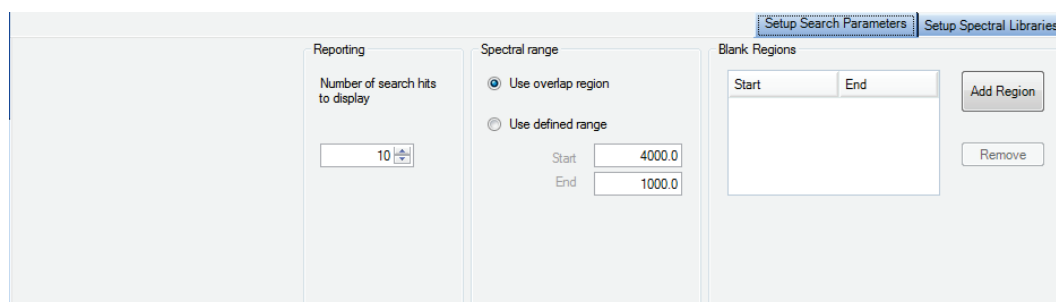 Setup Search Parameters Setup Spectral Libraries
Reporting
Number of search hits
to display
10
Spectral range
Use overlap region
Use defined range
Start 4000.0
End 1000.0
Blank Regions
Start End
Add Region
Remove